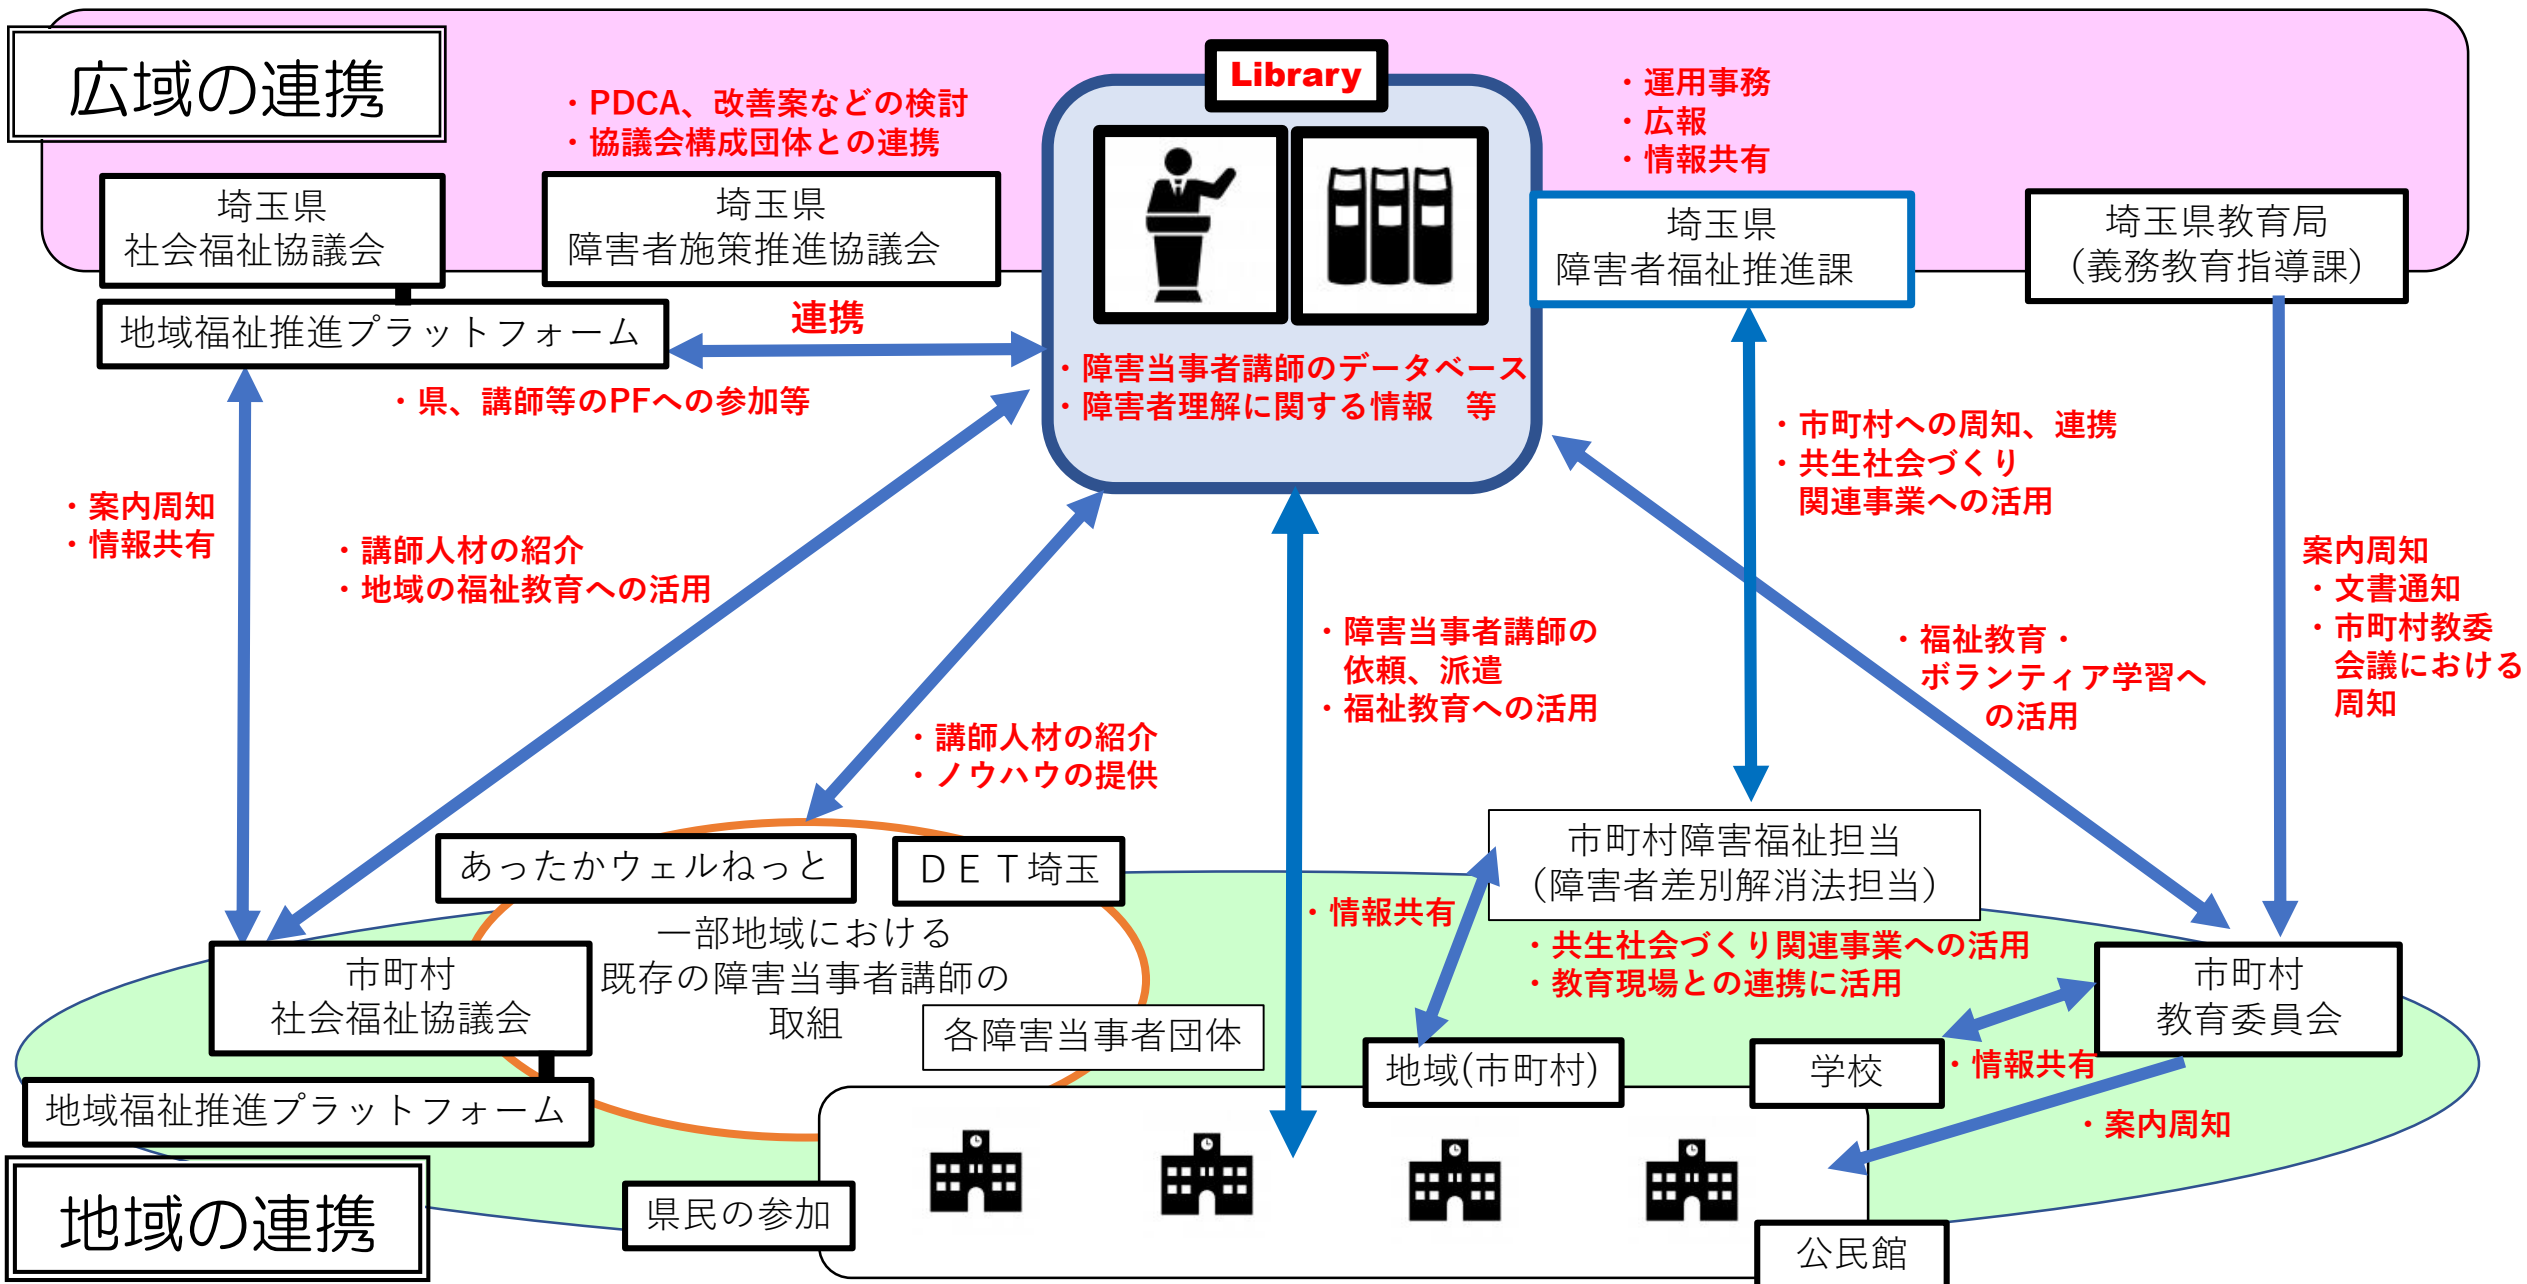 広域の連携
・PDCA、改善案などの検討
・協議会構成団体との連携
Library
・運用事務
・広報
・情報共有
埼玉県
社会福祉協議会
埼玉県
障害者施策推進協議会
埼玉県
障害者福祉推進課
埼玉県教育局
(義務教育指導課)
地域福祉推進プラットフォーム
連携
・県、講師等のPFへの参加等
・障害当事者講師のデータベース
・障害者理解に関する情報　等
・案内周知
・情報共有
・講師人材の紹介
・地域の福祉教育への活用
・市町村への周知、連携
・共生社会づくり
関連事業への活用
案内周知
・文書通知
・市町村教委
会議における
周知
・障害当事者講師の
依頼、派遣
・福祉教育への活用
・福祉教育・
ボランティア学習へ
の活用
・講師人材の紹介
・ノウハウの提供
あったかウェルねっと
ＤＥＴ埼玉
一部地域における
既存の障害当事者講師の
取組
各障害当事者団体
市町村障害福祉担当
(障害者差別解消法担当)
・情報共有
・共生社会づくり関連事業への活用
・教育現場との連携に活用
市町村
社会福祉協議会
地域福祉推進プラットフォーム
市町村
教育委員会
地域(市町村)
学校
・情報共有
・案内周知
地域の連携
県民の参加
公民館